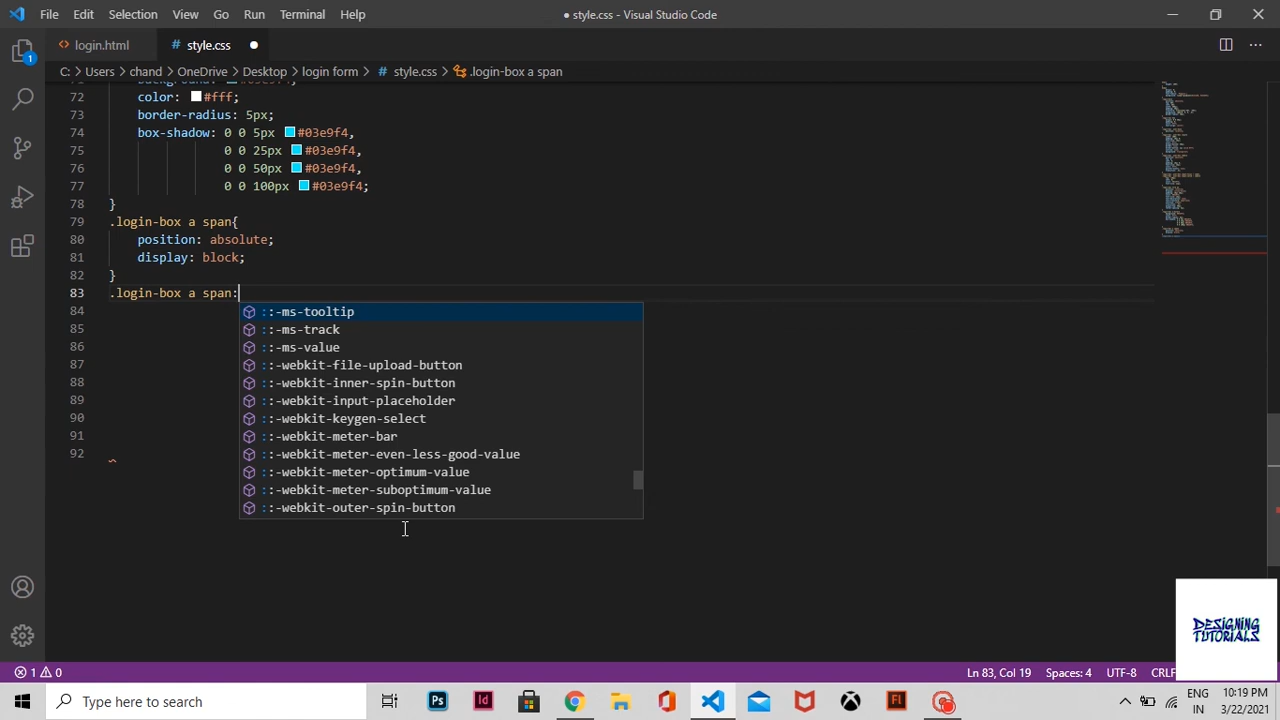 File Edit Selection View Go Run Terminal Help
● style.css - Visual Studio Code
1
login.html
# style.css ●
C: > Users > chand > OneDrive > Desktop > login form > # style.css > .login-box a span
72 color: #fff;
73 border-radius: 5px;
74 box-shadow: 0 0 5px #03e9f4,
75 0 0 25px #03e9f4,
76 0 0 50px #03e9f4,
77 0 0 100px #03e9f4;
78 }
79 .login-box a span{
80 position: absolute;
81 display: block;
82 }
83 .login-box a span:
84 ::-ms-tooltip
85 ::-ms-track
86 ::-ms-value
87 ::-webkit-file-upload-button
88 ::-webkit-inner-spin-button
89 ::-webkit-input-placeholder
90 ::-webkit-keygen-select
91 ::-webkit-meter-bar
92 ::-webkit-meter-even-less-good-value
::-webkit-meter-optimum-value
::-webkit-meter-suboptimum-value
::-webkit-outer-spin-button
DESIGNING
TUTORIALS
1 0
Ln 83, Col 19 Spaces: 4 UTF-8 CRLF
Type here to search
Ps Id Fl
ENG
IN
10:19 PM
3/22/2021